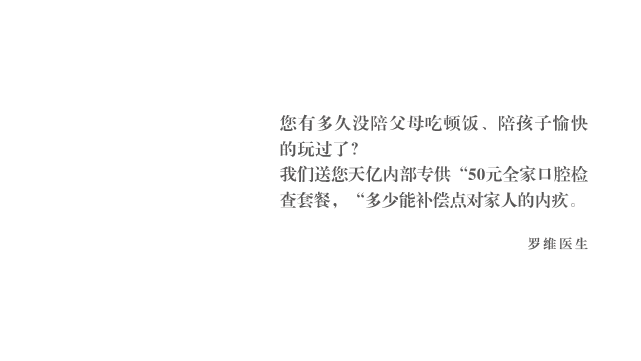 您有多久没陪父母吃顿饭、陪孩子愉快
的玩过了?
我们送您天亿内部专供“50元全家口腔检
查套餐,“多少能补偿点对家人的内疚。
罗维医生